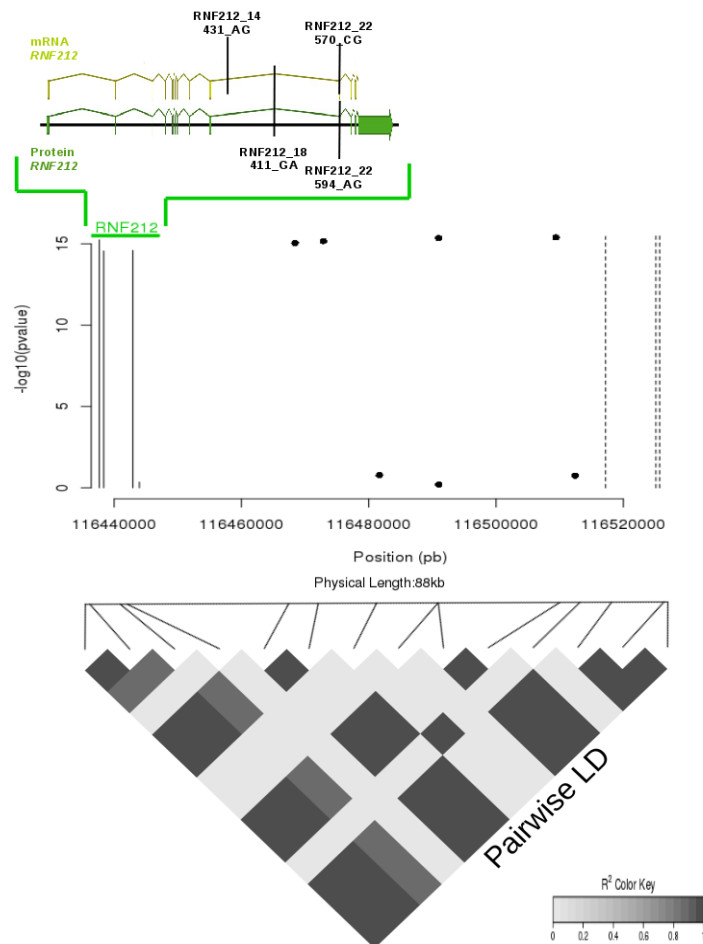 RNF212_14
431_AG
RNF212_22
570_CG
mRNA
RNF212
Protein
RNF212
RNF212_18
411_GA
RNF212_22
594_AG
RNF212
-log10(pvalue)
15
10
5
0
116440000 116460000 116480000 116500000 116520000
Position (pb)
Physical Length:88kb
Pairwise LD
R² Color Key
0 0.2 0.4 0.6 0.8 1